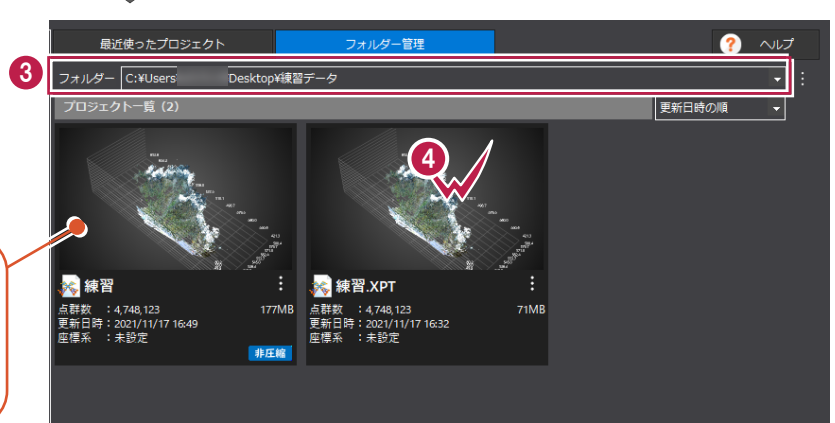 最近使ったプロジェクト
フォルダー管理
? ヘルプ
3
フォルダー C:¥Users Desktop¥練習データ
プロジェクト一覧（2）
更新日時の順
4
練習
点群数 ：4,748,123 177MB
更新日時：2021/11/17 16:49
座標系 ：未設定
非圧縮
練習.XPT
点群数 ：4,748,123 71MB
更新日時：2021/11/17 16:32
座標系 ：未設定